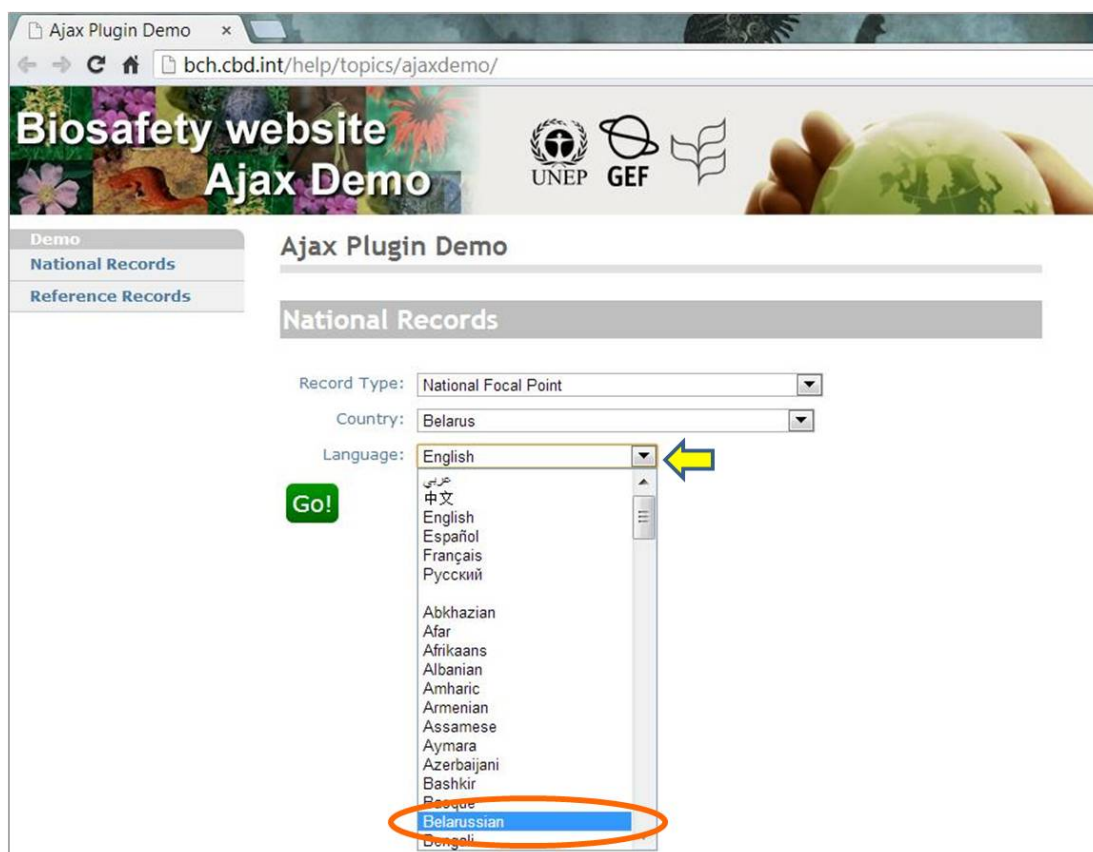 Ajax Plugin Demo ×
bch.cbd.int/help/topics/ajaxdemo/
Biosafety website
Ajax Demo
UNEP GEF
Demo
National Records
Reference Records
Ajax Plugin Demo
National Records
Record Type: National Focal Point
Country: Belarus
Language: English
Go!
عربي
中文
English
Español
Français
Русский
Abkhazian
Afar
Afrikaans
Albanian
Amharic
Armenian
Assamese
Aymara
Azerbaijani
Bashkir
Basque
Belarussian
Bengali